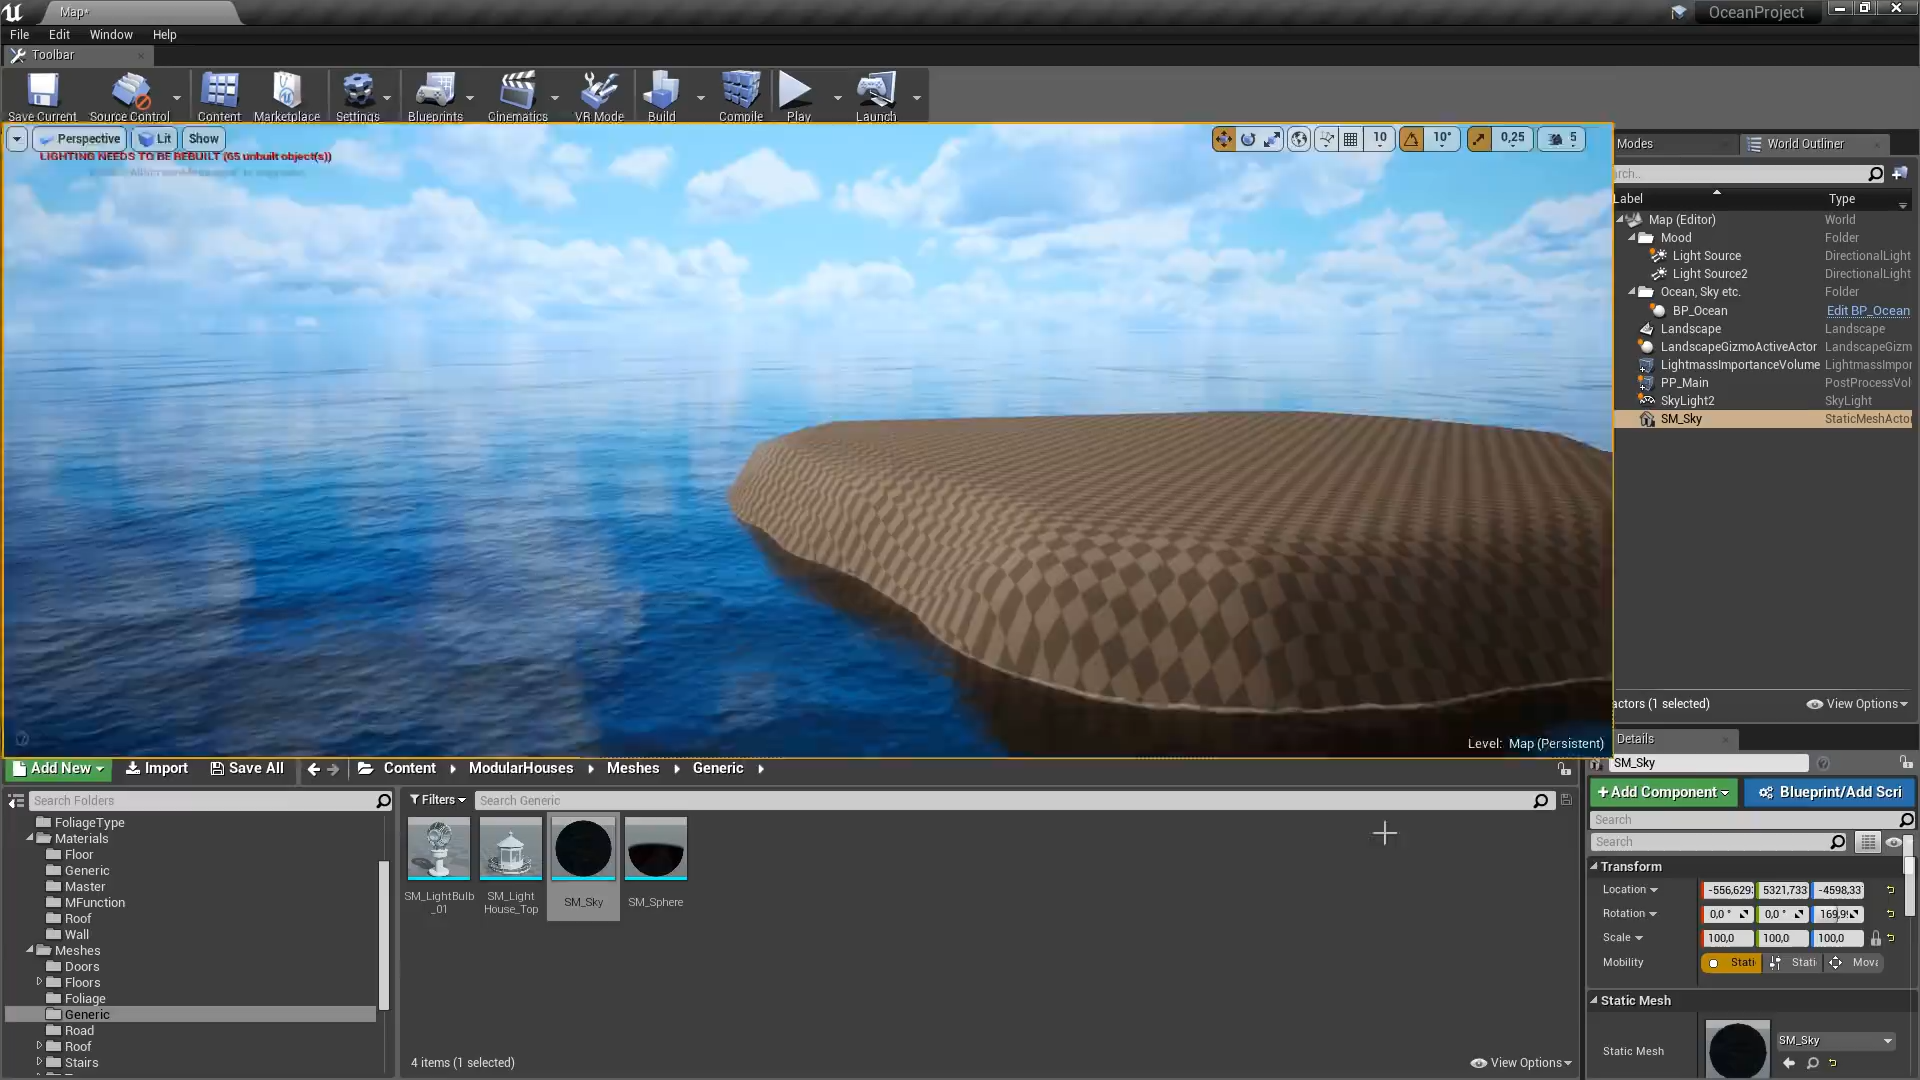 Map*
OceanProject
File Edit Window Help
Toolbar
Save Current Source Control Content Marketplace Settings Blueprints Cinematics VR Mode Build Compile Play Launch
Perspective Lit Show
10 10° 0,25 5
LIGHTING NEEDS TO BE REBUILT (65 unbuilt object(s))
Modes World Outliner
Label Type
Map (Editor) World
Mood Folder
Light Source DirectionalLight
Light Source2 DirectionalLight
Ocean, Sky etc. Folder
BP_Ocean Edit BP_Ocean
Landscape Landscape
LandscapeGizmoActiveActor LandscapeGizm
LightmassImportanceVolume LightmassImpor
PP_Main PostProcessVol
SkyLight2 SkyLight
SM_Sky StaticMeshActo
actors (1 selected) View Options
Level: Map (Persistent)
Details
SM_Sky
Add Component Blueprint/Add Scri
Search
Search
Transform
Location -556,629 5321,733 -4598,33
Rotation 0,0 ° 0,0 ° 169,9
Scale 100,0 100,0 100,0
Mobility Stati Stati Mova
Static Mesh
Static Mesh SM_Sky
Add New Import Save All Content ModularHouses Meshes Generic
Search Folders
Filters Search Generic
FoliageType
Materials
Floor
Generic
Master
MFunction
Roof
Wall
Meshes
Doors
Floors
Foliage
Generic
Road
Roof
Stairs
SM_LightBulb
_01
SM_Light
House_Top
SM_Sky
SM_Sphere
4 items (1 selected) View Options